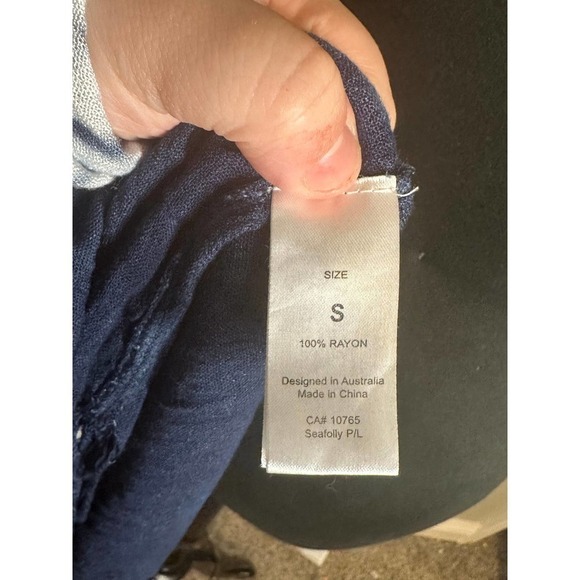 SIZE
S
100% RAYON
Designed in Australia
Made in China
CA# 10765
Seafolly P/L